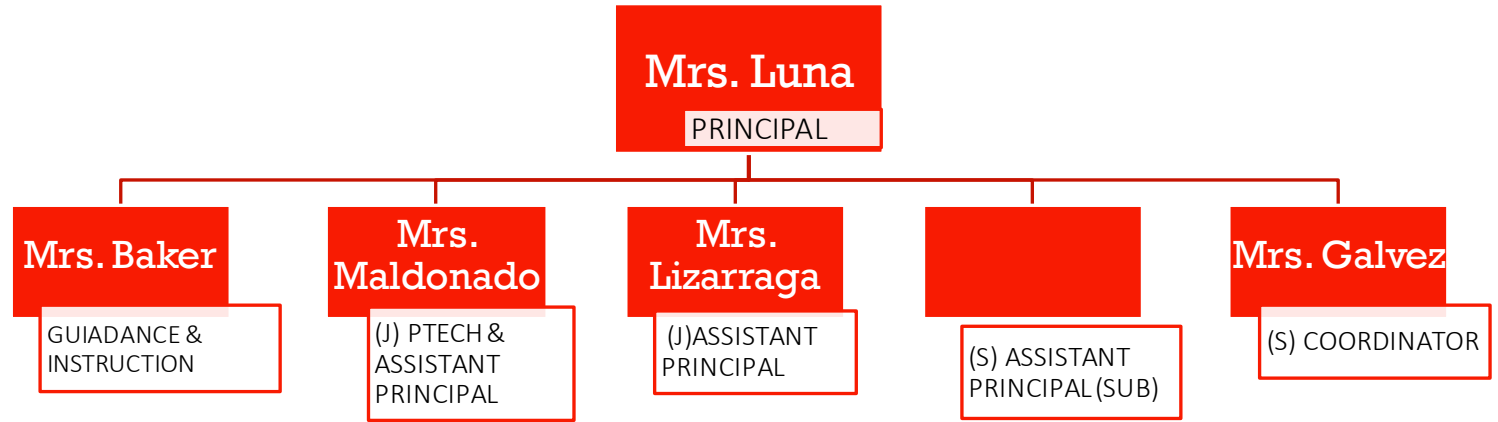 Mrs. Luna
PRINCIPAL
Mrs. Baker
GUIADANCE &
INSTRUCTION
Mrs.
Maldonado
(J) PTECH &
ASSISTANT
PRINCIPAL
Mrs.
Lizarraga
(J)ASSISTANT
PRINCIPAL
(S) ASSISTANT
PRINCIPAL(SUB)
Mrs. Galvez
(S) COORDINATOR